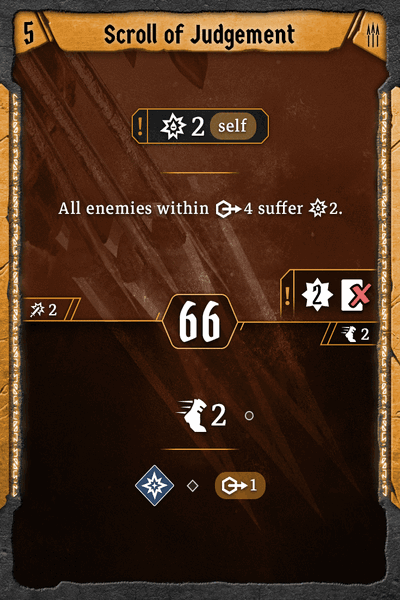 5 Scroll of Judgement
! 2 self
All enemies within 4 suffer 2.
! 2
2 66 2
2
1